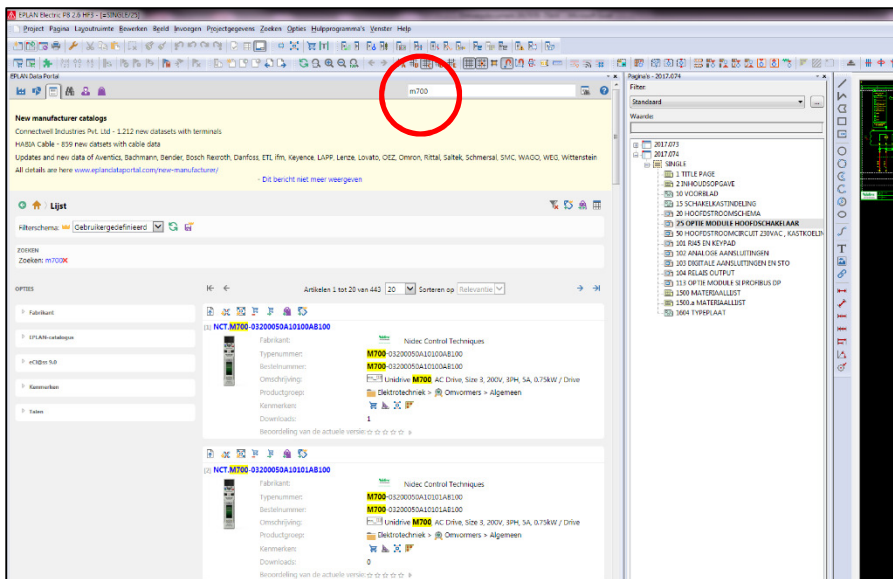 EPLAN Electric P8 2.6 HF3 - [=SINGLE/25]
Project Pagina Layoutruimte Bewerken Beeld Invoegen Projectgegevens Zoeken Opties Hulpprogramma's Venster Help
EPLAN Data Portal
m700
New manufacturer catalogs
Connectwell Industries Pvt. Ltd - 1.212 new datasets with terminals
HABIA Cable - 859 new datsets with cable data
Updates and new data of Aventics, Bachmann, Bender, Bosch Rexroth, Danfoss, ETI, ifm, Keyence, LAPP, Lenze, Lovato, OEZ, Omron, Rittal, Saltek, Schmersal, SMC, WAGO, WEG, Wittenstein
All details are here www.eplandataportal.com/new-manufacturer/
- Dit bericht niet meer weergeven
Lijst
Filterschema: Gebruikergedefinieerd
ZOEKEN
Zoeken: m700
OPTIES
Artikelen 1 tot 20 van 443 20 Sorteren op Relevantie
Fabrikant
EPLAN-catalogus
eCl@ss 9.0
Kenmerken
Talen
[1] NCT.M700-03200050A10100AB100
Fabrikant: Nidec Control Techniques
Typenummer: M700-03200050A10100AB100
Bestelnummer: M700-03200050A10100AB100
Omschrijving: Unidrive M700, AC Drive, Size 3, 200V, 3PH, 5A, 0.75kW / Drive
Productgroep: Elektrotechniek > Omvormers > Algemeen
Kenmerken:
Downloads: 1
Beoordeling van de actuele versie:
[2] NCT.M700-03200050A10101AB100
Fabrikant: Nidec Control Techniques
Typenummer: M700-03200050A10101AB100
Bestelnummer: M700-03200050A10101AB100
Omschrijving: Unidrive M700, AC Drive, Size 3, 200V, 3PH, 5A, 0.75kW / Drive
Productgroep: Elektrotechniek > Omvormers > Algemeen
Kenmerken:
Downloads: 0
Beoordeling van de actuele versie:
Pagina's - 2017.074
Filter:
Standaard
Waarde:
2017.073
2017.074
SINGLE
1 TITLE PAGE
2 INHOUDSOPGAVE
10 VOORBLAD
15 SCHAKELKASTINDELING
20 HOOFDSTROOMSCHEMA
25 OPTIE MODULE HOOFDSCHAKELAAR
50 HOOFDSTROOMCIRCUIT 230VAC , KASTKOELIN
101 RJ45 EN KEYPAD
102 ANALOGE AANSLUITINGEN
103 DIGITALE AANSLUITINGEN EN STO
104 RELAIS OUTPUT
113 OPTIE MODULE SI PROFIBUS DP
1500 MATERIAALLIJST
1500.a MATERIAALLIJST
1604 TYPEPLAAT